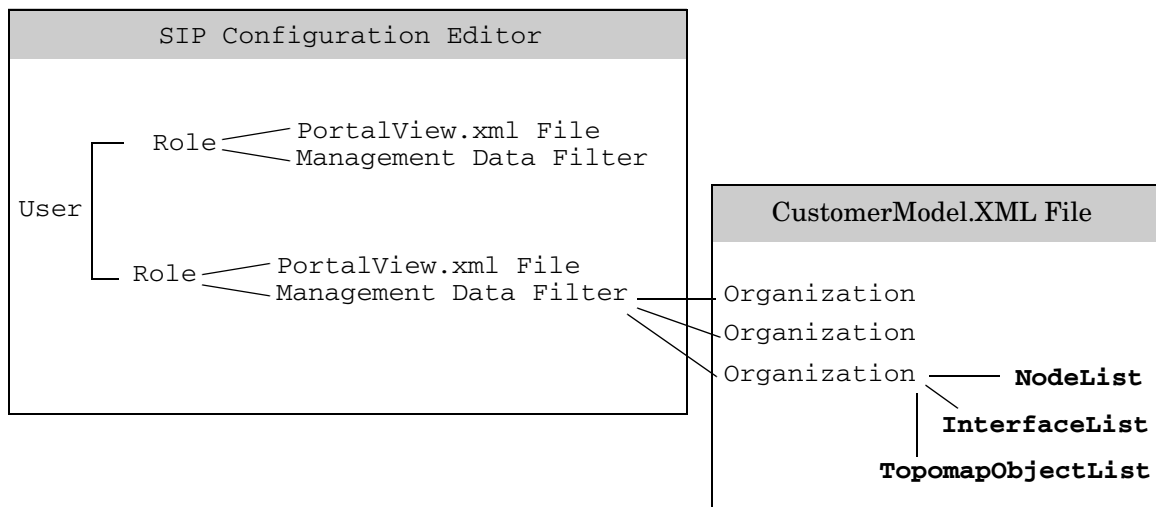 SIP Configuration Editor
Role
PortalView.xml File
Management Data Filter
User
Role
PortalView.xml File
Management Data Filter
CustomerModel.XML File
Organization
Organization
Organization
NodeList
InterfaceList
TopomapObjectList